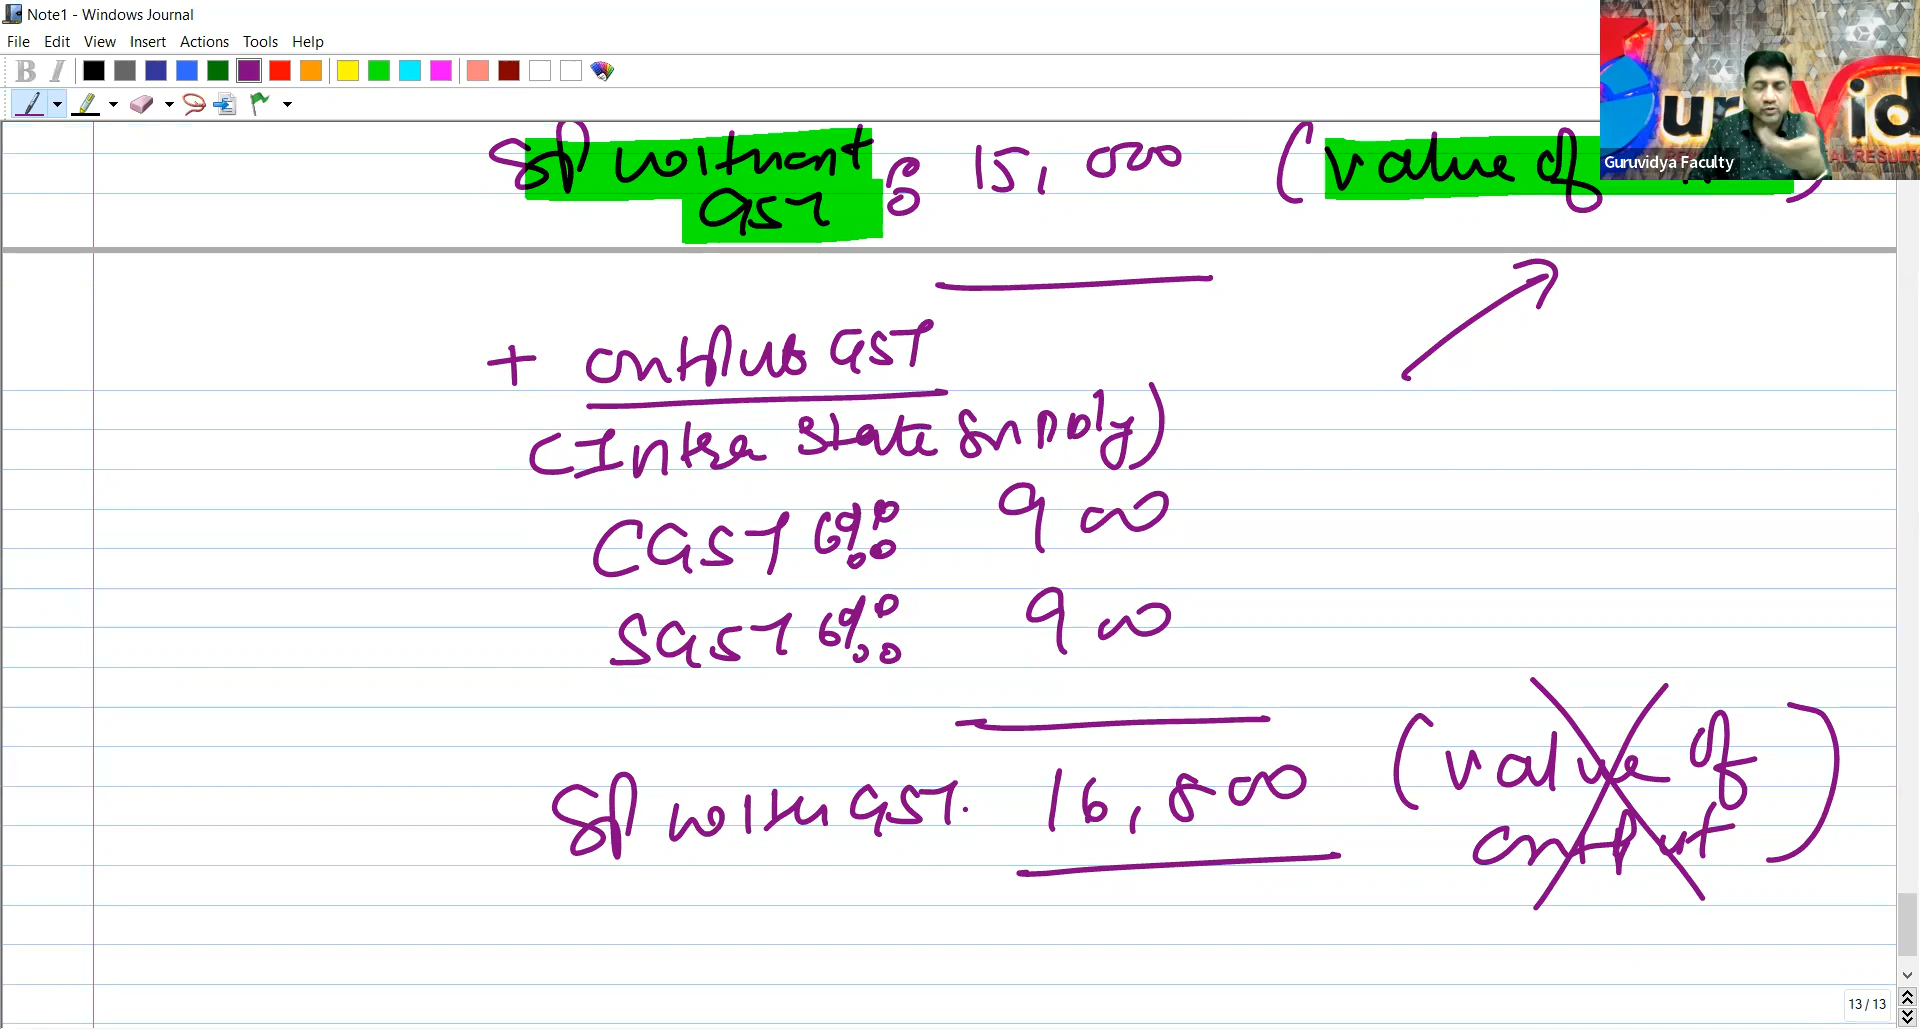 Note1 - Windows Journal
File Edit View Insert Actions Tools Help
B I
Guruvidya Faculty
SP without : 15,000 (value of
GST
+ output GST
(Intra State Supply)
CGST 6% 900
SGST 6% 900
SP with GST. 16,800 (value of
output)
13 / 13